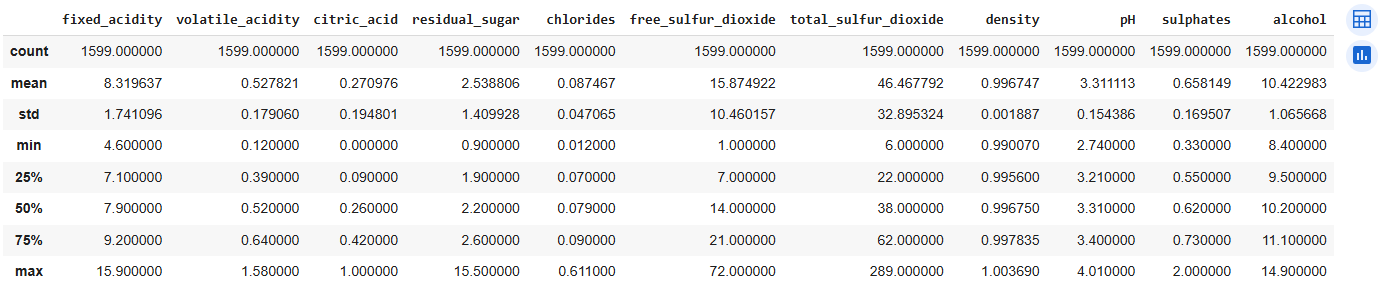 fixed_acidity volatile_acidity citric_acid residual_sugar chlorides free_sulfur_dioxide total_sulfur_dioxide density pH sulphates alcohol
count 1599.000000 1599.000000 1599.000000 1599.000000 1599.000000 1599.000000 1599.000000 1599.000000 1599.000000 1599.000000 1599.000000
mean 8.319637 0.527821 0.270976 2.538806 0.087467 15.874922 46.467792 0.996747 3.311113 0.658149 10.422983
std 1.741096 0.179060 0.194801 1.409928 0.047065 10.460157 32.895324 0.001887 0.154386 0.169507 1.065668
min 4.600000 0.120000 0.000000 0.900000 0.012000 1.000000 6.000000 0.990070 2.740000 0.330000 8.400000
25% 7.100000 0.390000 0.090000 1.900000 0.070000 7.000000 22.000000 0.995600 3.210000 0.550000 9.500000
50% 7.900000 0.520000 0.260000 2.200000 0.079000 14.000000 38.000000 0.996750 3.310000 0.620000 10.200000
75% 9.200000 0.640000 0.420000 2.600000 0.090000 21.000000 62.000000 0.997835 3.400000 0.730000 11.100000
max 15.900000 1.580000 1.000000 15.500000 0.611000 72.000000 289.000000 1.003690 4.010000 2.000000 14.900000